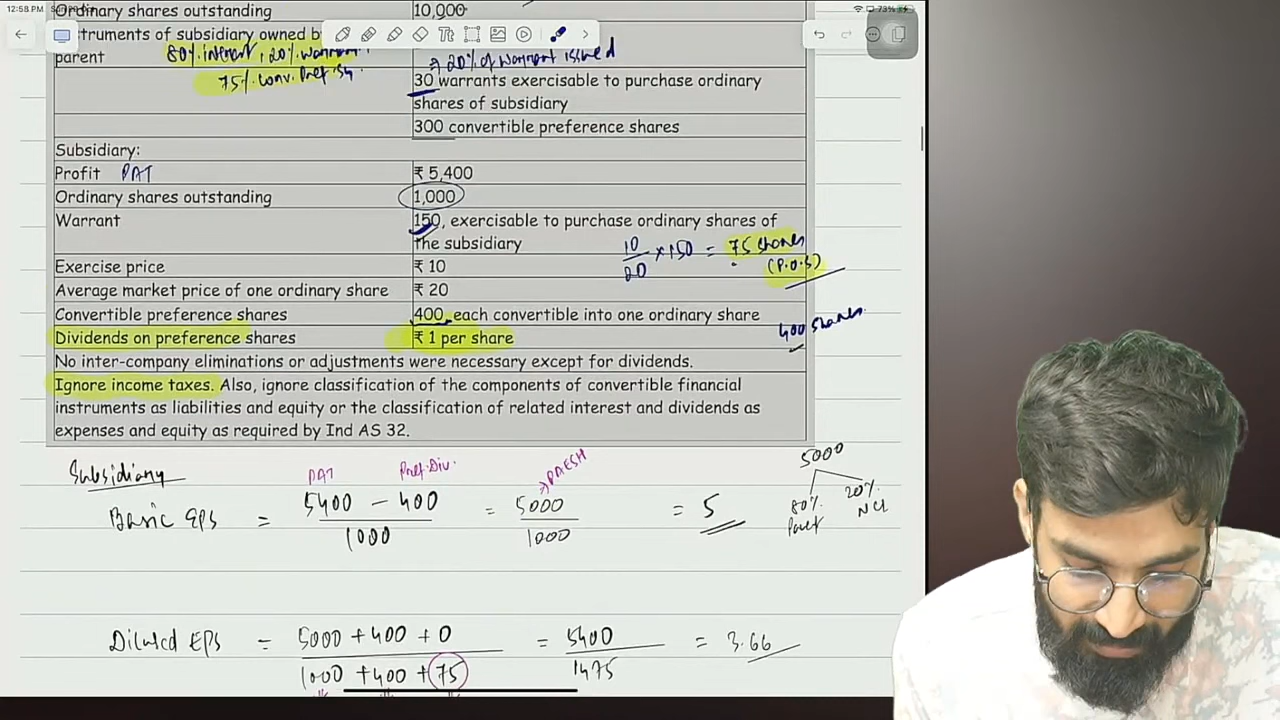 12:58 PM
73%
Ordinary shares outstanding 10,000
truments of subsidiary owned by
80% interest, 20% warrant
⇒ 20% of warrant issued
parent
75% Conv. Pref. Sh.
30 warrants exercisable to purchase ordinary
shares of subsidiary
300 convertible preference shares
Subsidiary:
Profit PAT ₹ 5,400
Ordinary shares outstanding 1,000
Warrant 150, exercisable to purchase ordinary shares of
the subsidiary
10/20 × 150 = 75 shares
(P.O.S)
Exercise price ₹ 10
Average market price of one ordinary share ₹ 20
Convertible preference shares 400, each convertible into one ordinary share
400 shares
Dividends on preference shares ₹ 1 per share
No inter-company eliminations or adjustments were necessary except for dividends.
Ignore income taxes. Also, ignore classification of the components of convertible financial
instruments as liabilities and equity or the classification of related interest and dividends as
expenses and equity as required by Ind AS 32.
Subsidiary
PAT Pref. Div. → PAESH
5000
80% 20%
Parent NCI
Basic EPS = 5400 - 400 / 1000 = 5000 / 1000 = 5
Diluted EPS = 5000 + 400 + 0 / 1000 + 400 + 75 = 5400 / 1475 = 3.66